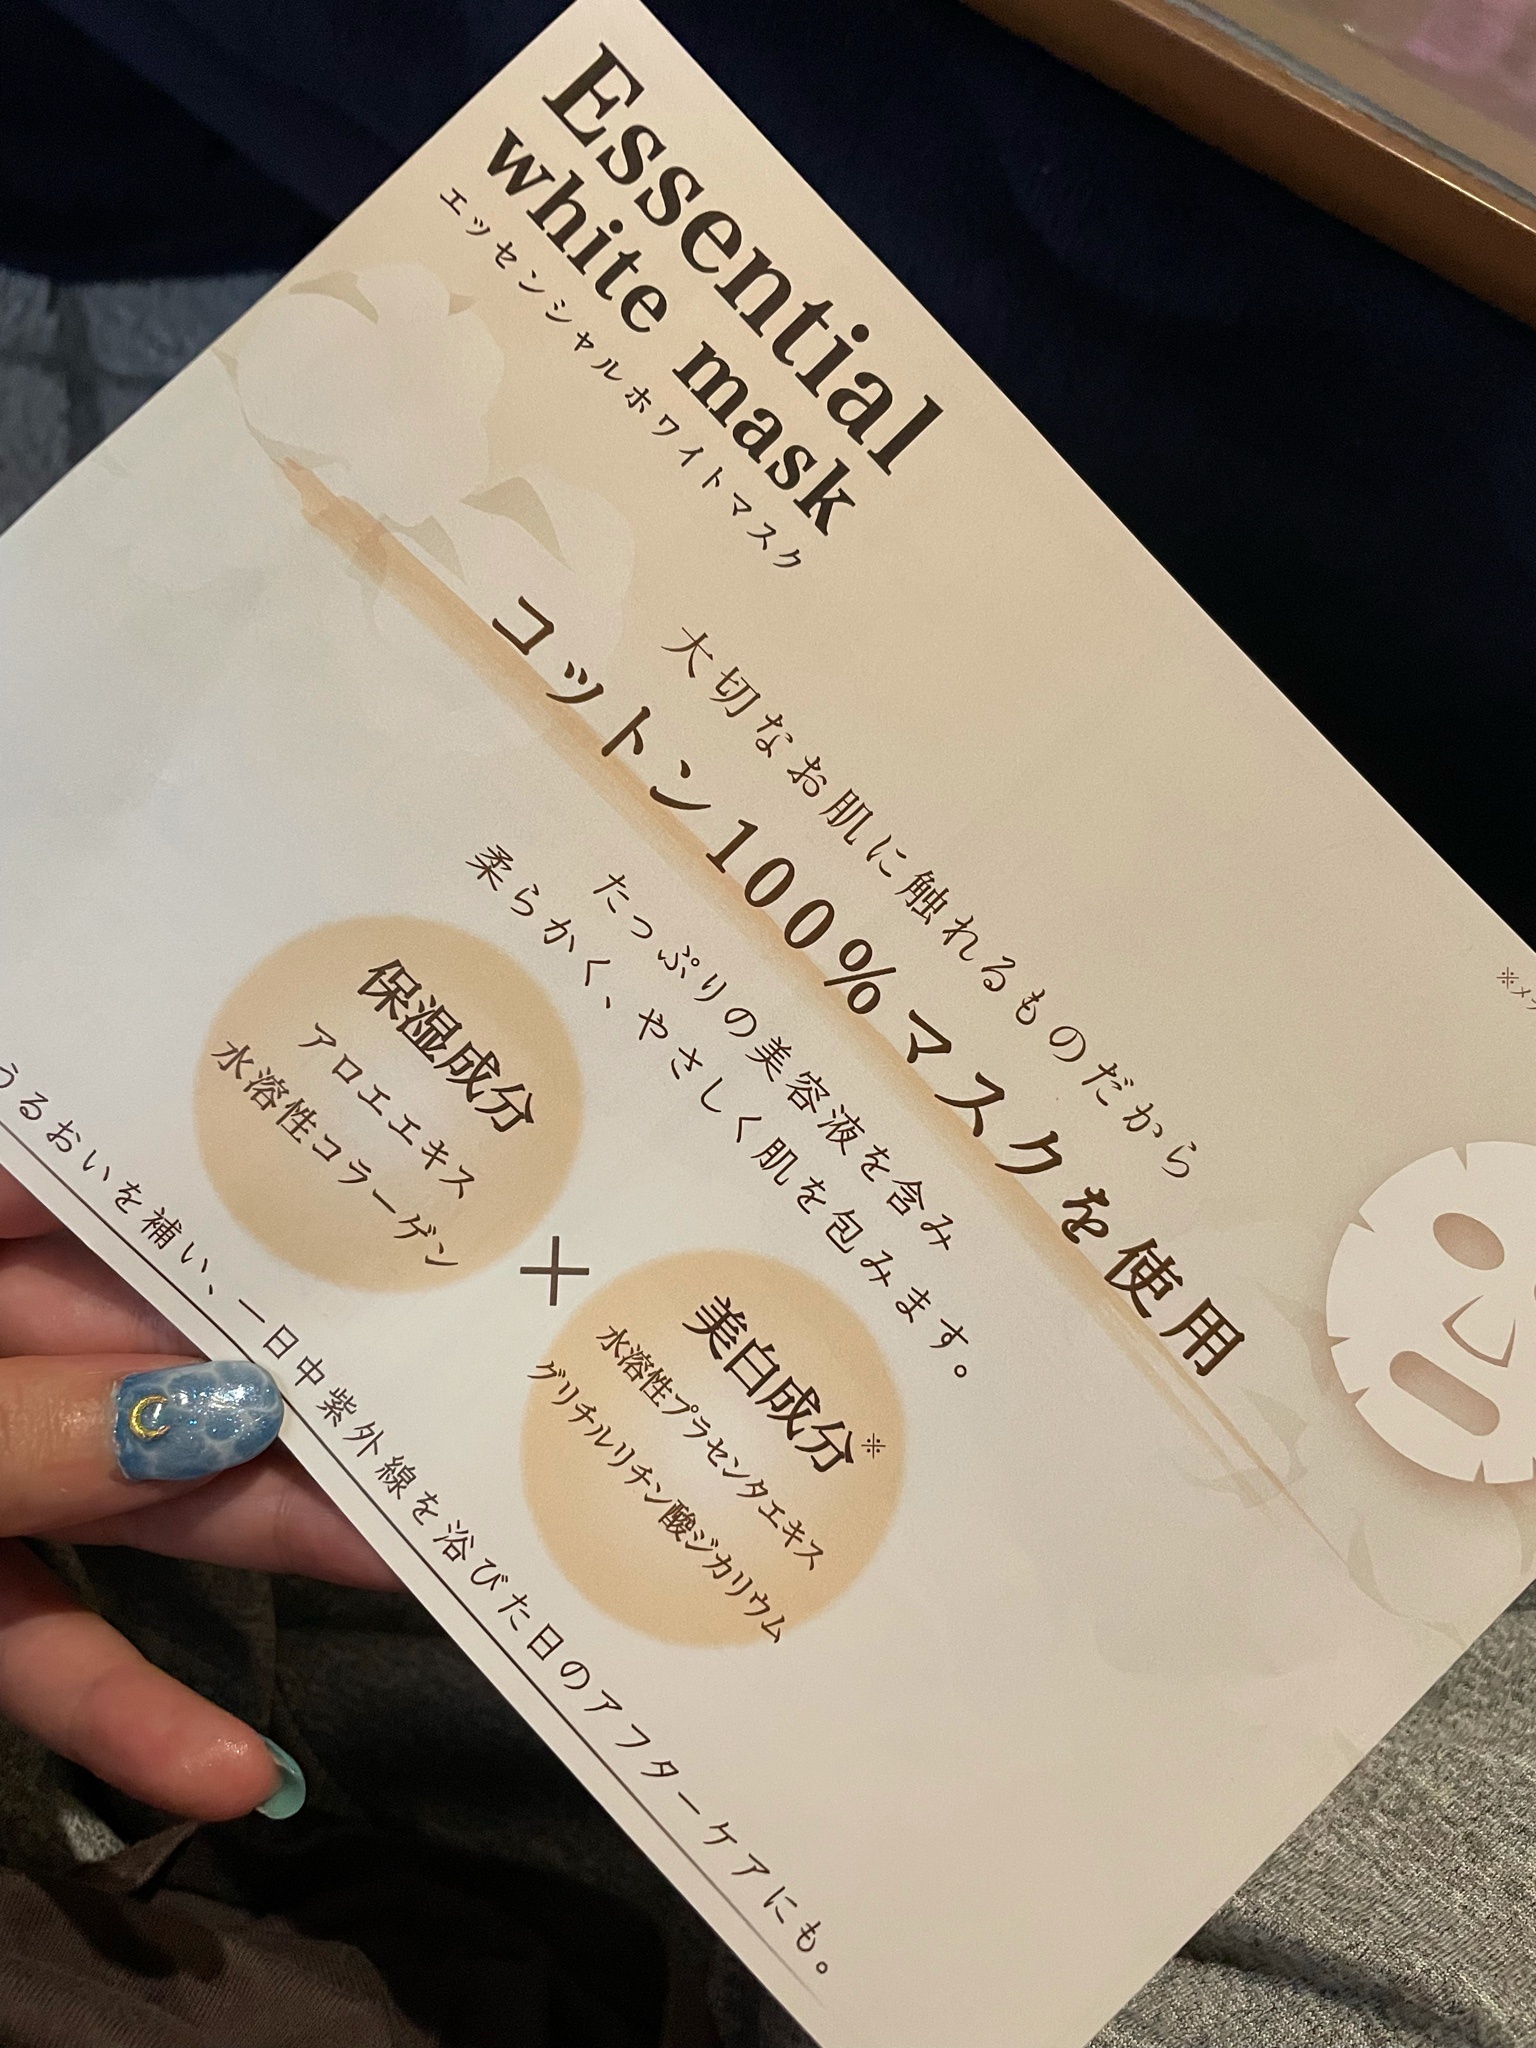 Essential
white mask
エッセンシャルホワイトマスク
大切なお肌に触れるものだから
コットン100%マスクを使用
たっぷりの美容液を含み
柔らかく、やさしく肌を包みます。
保湿成分
アロエエキス
水溶性コラーゲン
×
美白成分※
水溶性プラセンタエキス
グリチルリチン酸ジカリウム
うるおいを補い、一日中紫外線を浴びた日のアフターケアにも。
※メラ